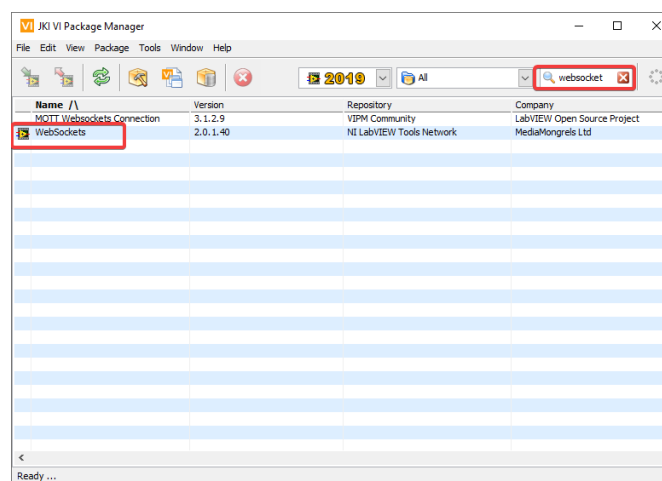 VI JKI VI Package Manager
File Edit View Package Tools Window Help
2019 All websocket
Name /\ Version Repository Company
MQTT Websockets Connection 3.1.2.9 VIPM Community LabVIEW Open Source Project
WebSockets 2.0.1.40 NI LabVIEW Tools Network MediaMongrels Ltd
Ready ...